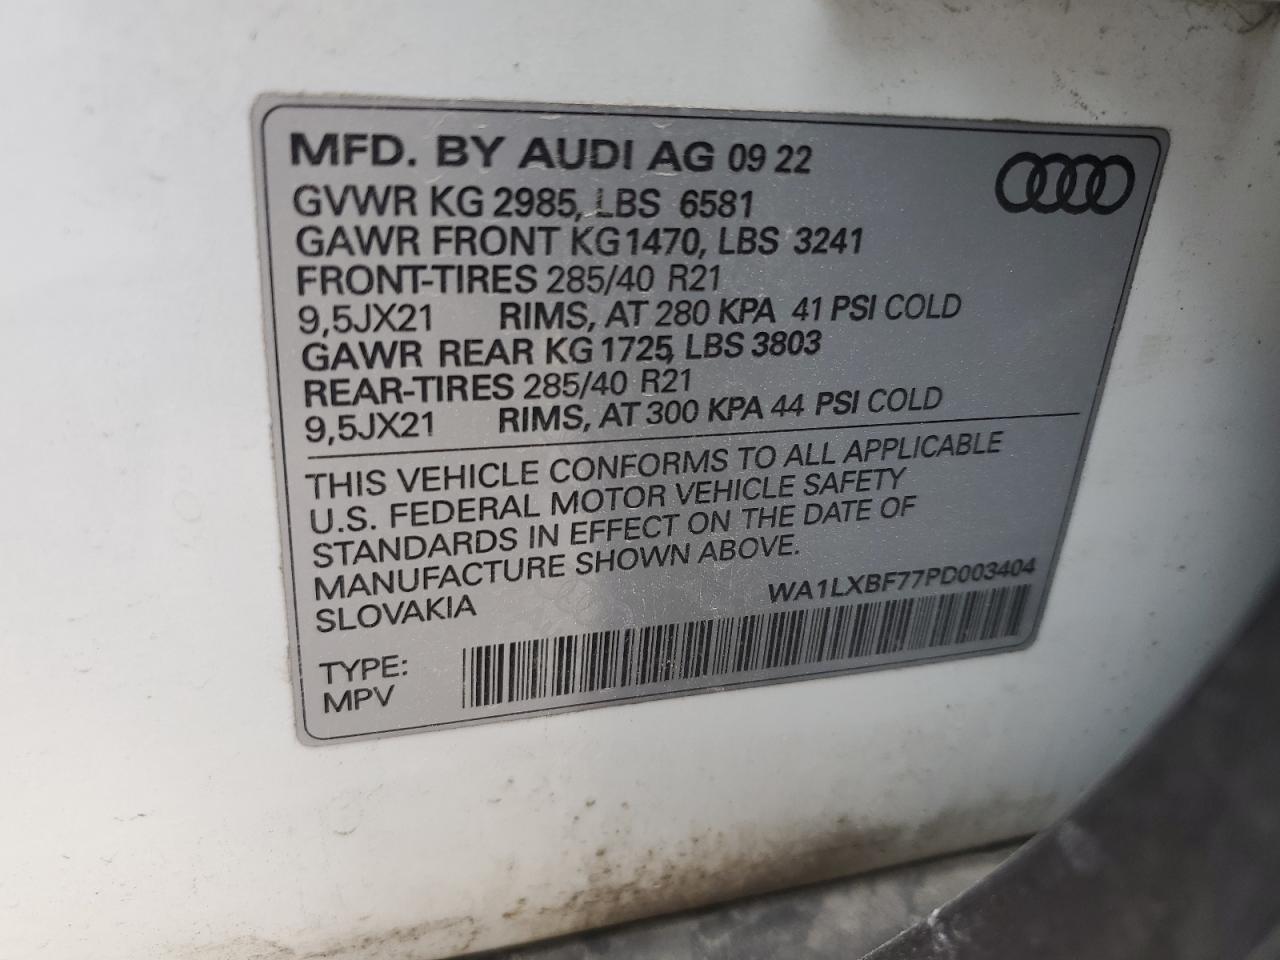 MFD. BY AUDI AG 09 22
GVWR KG 2985, LBS 6581
GAWR FRONT KG 1470, LBS 3241
FRONT-TIRES 285/40 R21
9,5JX21 RIMS, AT 280 KPA 41 PSI COLD
GAWR REAR KG 1725, LBS 3803
REAR-TIRES 285/40 R21
9,5JX21 RIMS, AT 300 KPA 44 PSI COLD
THIS VEHICLE CONFORMS TO ALL APPLICABLE
U.S. FEDERAL MOTOR VEHICLE SAFETY
STANDARDS IN EFFECT ON THE DATE OF
MANUFACTURE SHOWN ABOVE.
SLOVAKIA
WA1LXBF77PD003404
TYPE:
MPV